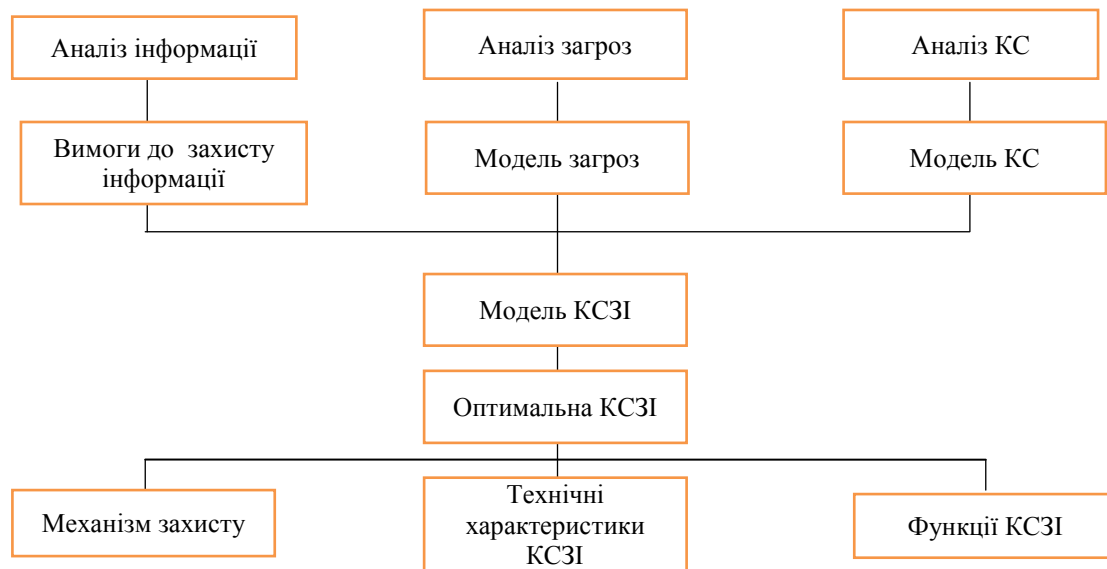 Аналіз інформації
Аналіз загроз
Аналіз КС
Вимоги до захисту
інформації
Модель загроз
Модель КС
Модель КСЗІ
Оптимальна КСЗІ
Механізм захисту
Технічні
характеристики
КСЗІ
Функції КСЗІ